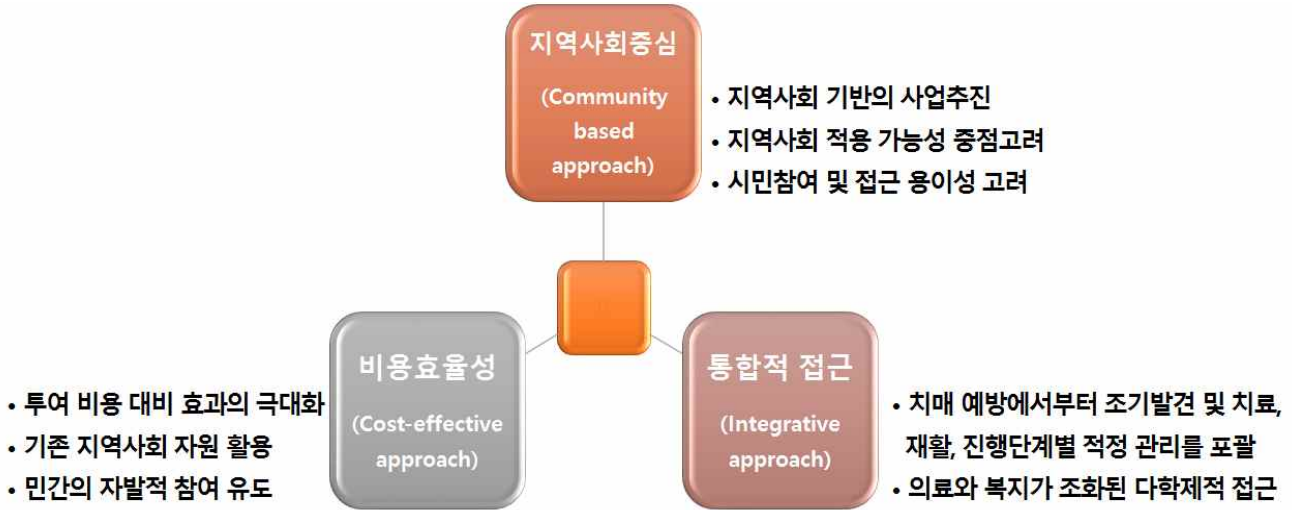 지역사회중심
(Community
based
approach)
• 지역사회 기반의 사업추진
• 지역사회 적용 가능성 중점고려
• 시민참여 및 접근 용이성 고려
비용효율성
(Cost-effective
approach)
• 투여 비용 대비 효과의 극대화
• 기존 지역사회 자원 활용
• 민간의 자발적 참여 유도
통합적 접근
(Integrative
approach)
• 치매 예방에서부터 조기발견 및 치료,
재활, 진행단계별 적정 관리를 포괄
• 의료와 복지가 조화된 다학제적 접근